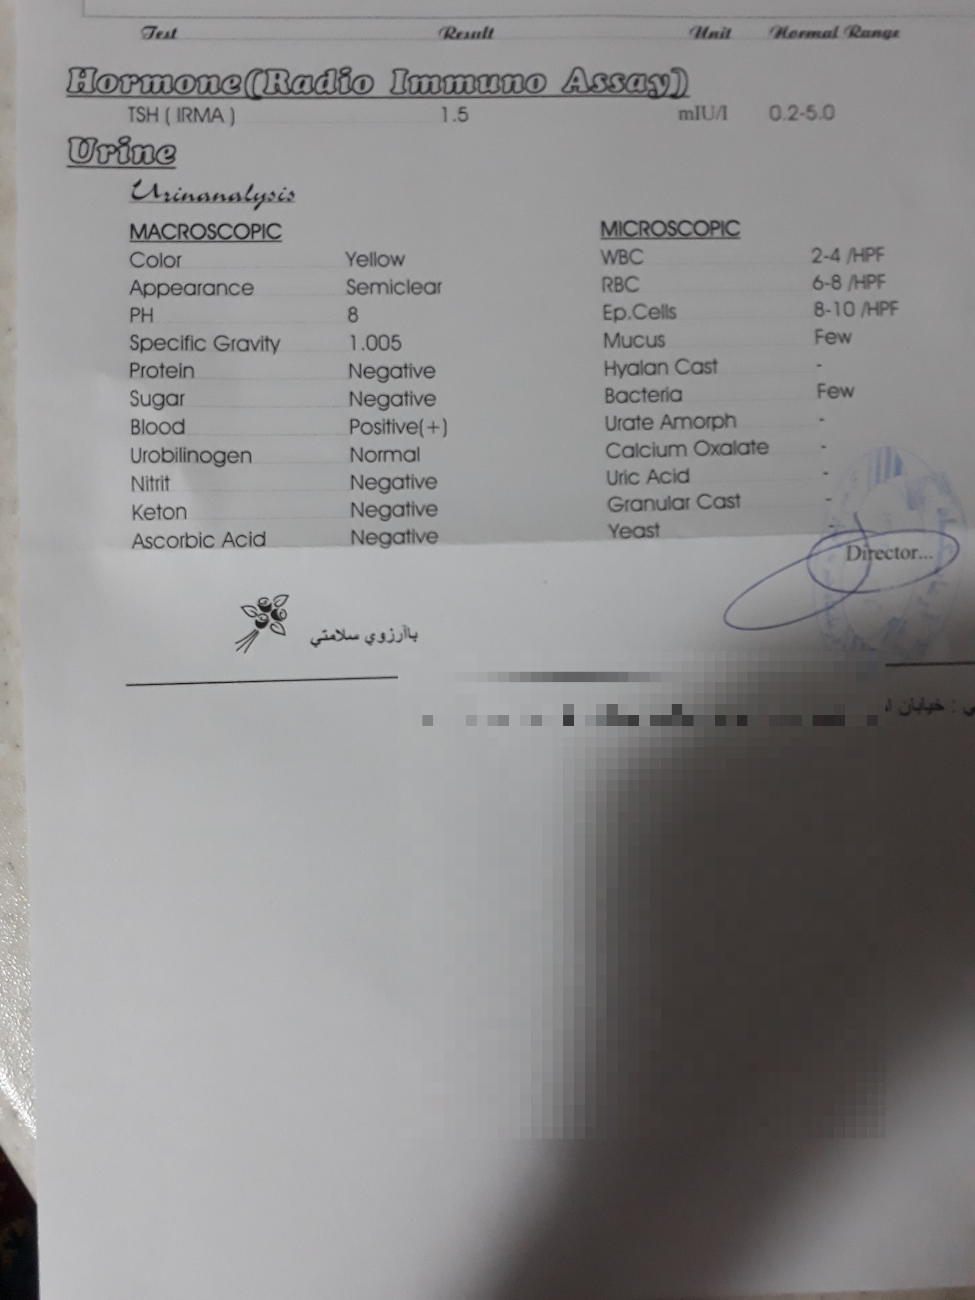 Test Result Unit Normal Range
Hormone(Radio Immuno Assay)
TSH ( IRMA ) 1.5 mIU/l 0.2-5.0
Urine
Urinanalysis
MACROSCOPIC
Color Yellow
Appearance Semiclear
PH 8
Specific Gravity 1.005
Protein Negative
Sugar Negative
Blood Positive(+)
Urobilinogen Normal
Nitrit Negative
Keton Negative
Ascorbic Acid Negative
MICROSCOPIC
WBC 2-4 /HPF
RBC 6-8 /HPF
Ep.Cells 8-10 /HPF
Mucus Few
Hyalan Cast -
Bacteria Few
Urate Amorph -
Calcium Oxalate -
Uric Acid -
Granular Cast -
Yeast -
Director...
باآرزوي سلامتي
: خيابان